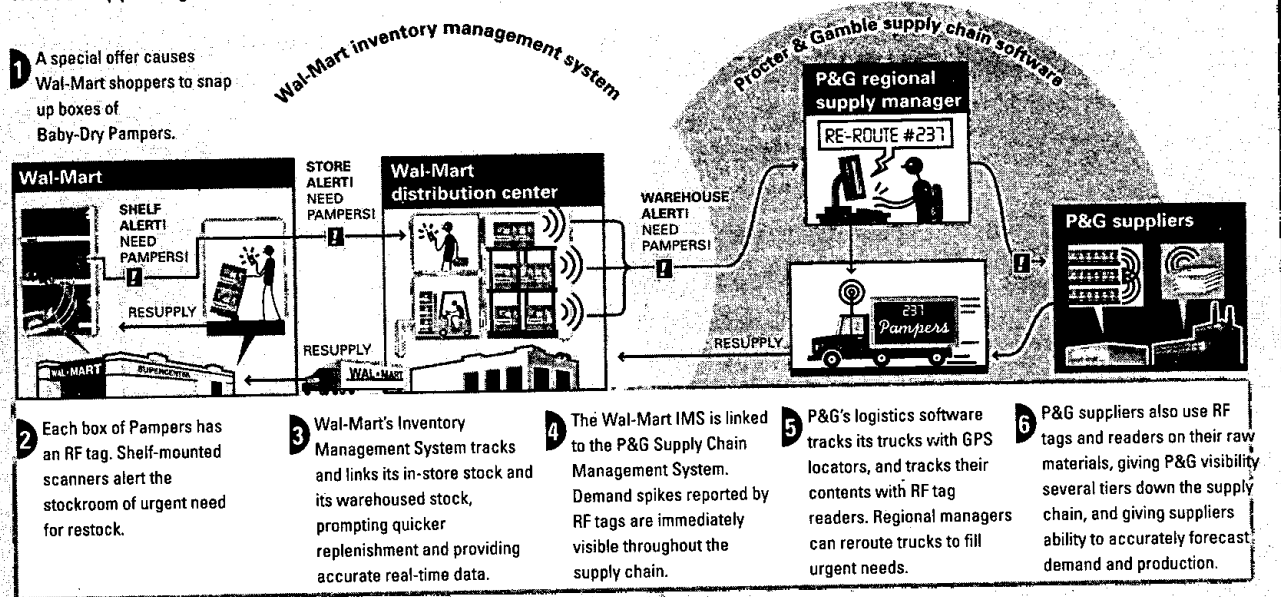 Wal-Mart inventory management system
Procter & Gamble supply chain software
1 A special offer causes
Wal-Mart shoppers to snap
up boxes of
Baby-Dry Pampers.
Wal-Mart
SHELF
ALERT!
NEED
PAMPERS!
!
RESUPPLY
WAL-MART
SUPERCENTER
STORE
ALERT!
NEED
PAMPERS!
!
RESUPPLY
WAL-MART
Wal-Mart
distribution center
WAREHOUSE
ALERT!
NEED
PAMPERS!
!
RESUPPLY
P&G regional
supply manager
RE-ROUTE #237
237
Pampers
!
P&G suppliers
2 Each box of Pampers has
an RF tag. Shelf-mounted
scanners alert the
stockroom of urgent need
for restock.
3 Wal-Mart's Inventory
Management System tracks
and links its in-store stock and
its warehoused stock,
prompting quicker
replenishment and providing
accurate real-time data.
4 The Wal-Mart IMS is linked
to the P&G Supply Chain
Management System.
Demand spikes reported by
RF tags are immediately
visible throughout the
supply chain.
5 P&G's logistics software
tracks its trucks with GPS
locators, and tracks their
contents with RF tag
readers. Regional managers
can reroute trucks to fill
urgent needs.
6 P&G suppliers also use RF
tags and readers on their raw
materials, giving P&G visibility
several tiers down the supply
chain, and giving suppliers
ability to accurately forecast
demand and production.